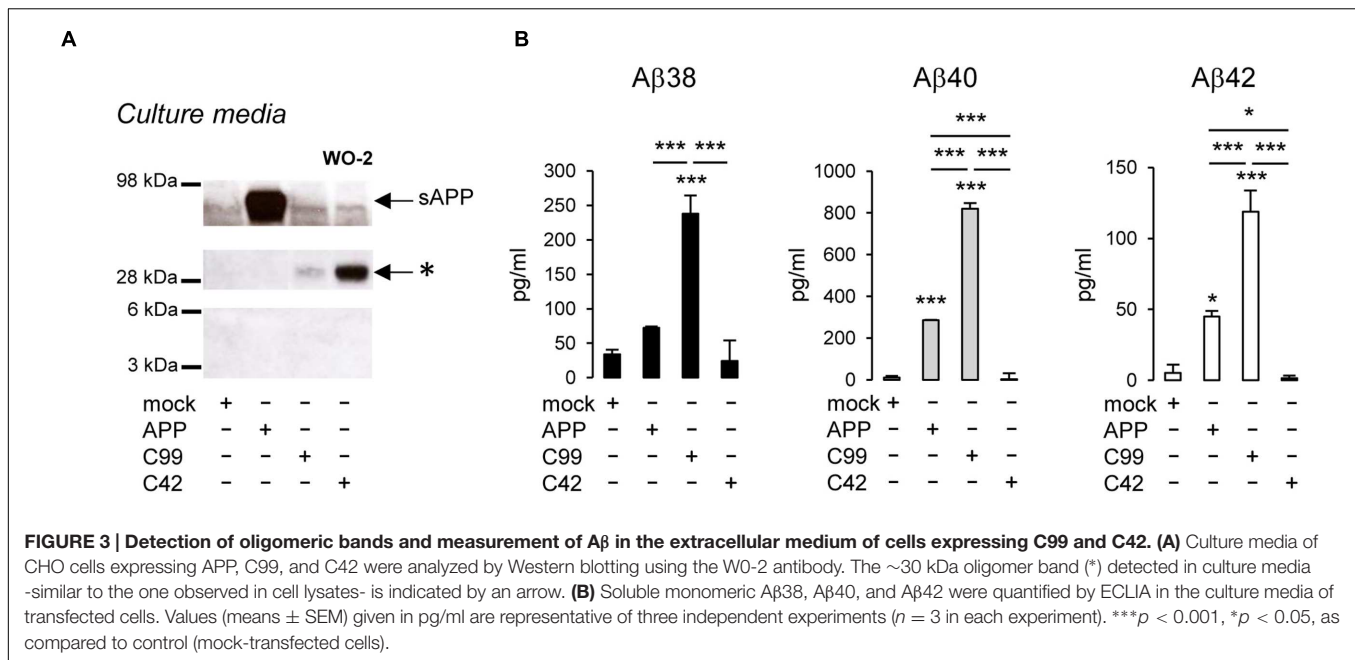 A
Culture media
WO-2
98 kDa
sAPP
28 kDa
*
6 kDa
3 kDa
mock + – – –
APP – + – –
C99 – – + –
C42 – – – +
B
Aβ38
*** ***
***
300
250
200
150
100
50
0
pg/ml
mock + – – –
APP – + – –
C99 – – + –
C42 – – – +
Aβ40
***
*** ***
***
***
1000
800
600
400
200
0
pg/ml
+ – – –
– + – –
– – + –
– – – +
Aβ42
*
*** ***
***
*
150
100
50
0
pg/ml
mock + – – –
APP – + – –
C99 – – + –
C42 – – – +
FIGURE 3 | Detection of oligomeric bands and measurement of Aβ in the extracellular medium of cells expressing C99 and C42. (A) Culture media of
CHO cells expressing APP, C99, and C42 were analyzed by Western blotting using the W0-2 antibody. The ~30 kDa oligomer band (*) detected in culture media
-similar to the one observed in cell lysates- is indicated by an arrow. (B) Soluble monomeric Aβ38, Aβ40, and Aβ42 were quantified by ECLIA in the culture media of
transfected cells. Values (means ± SEM) given in pg/ml are representative of three independent experiments (n = 3 in each experiment). ***p < 0.001, *p < 0.05, as
compared to control (mock-transfected cells).